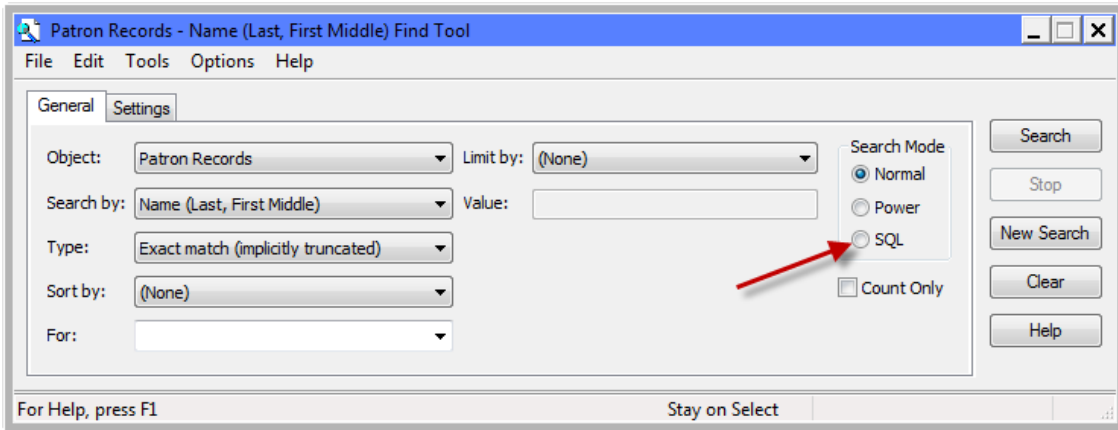 Patron Records - Name (Last, First Middle) Find Tool
File Edit Tools Options Help
General Settings
Object: Patron Records Limit by: (None)
Search by: Name (Last, First Middle) Value:
Type: Exact match (implicitly truncated)
Sort by: (None)
For:
Search Mode
Normal
Power
SQL
Count Only
Search
Stop
New Search
Clear
Help
For Help, press F1 Stay on Select